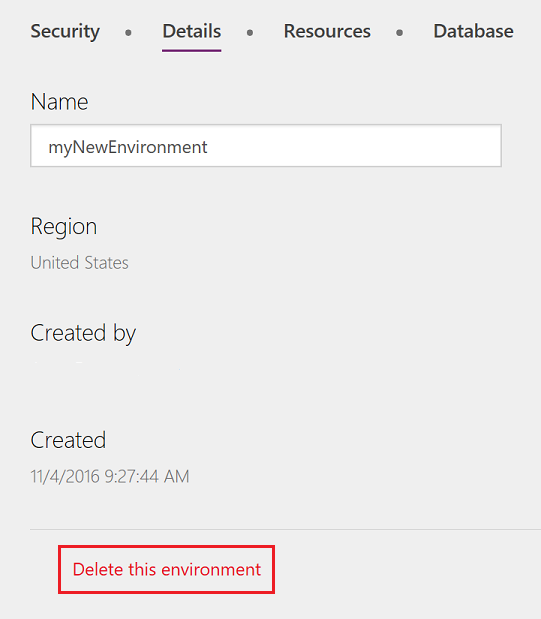 Security • Details • Resources • Database
Name
myNewEnvironment
Region
United States
Created by
Created
11/4/2016 9:27:44 AM
Delete this environment